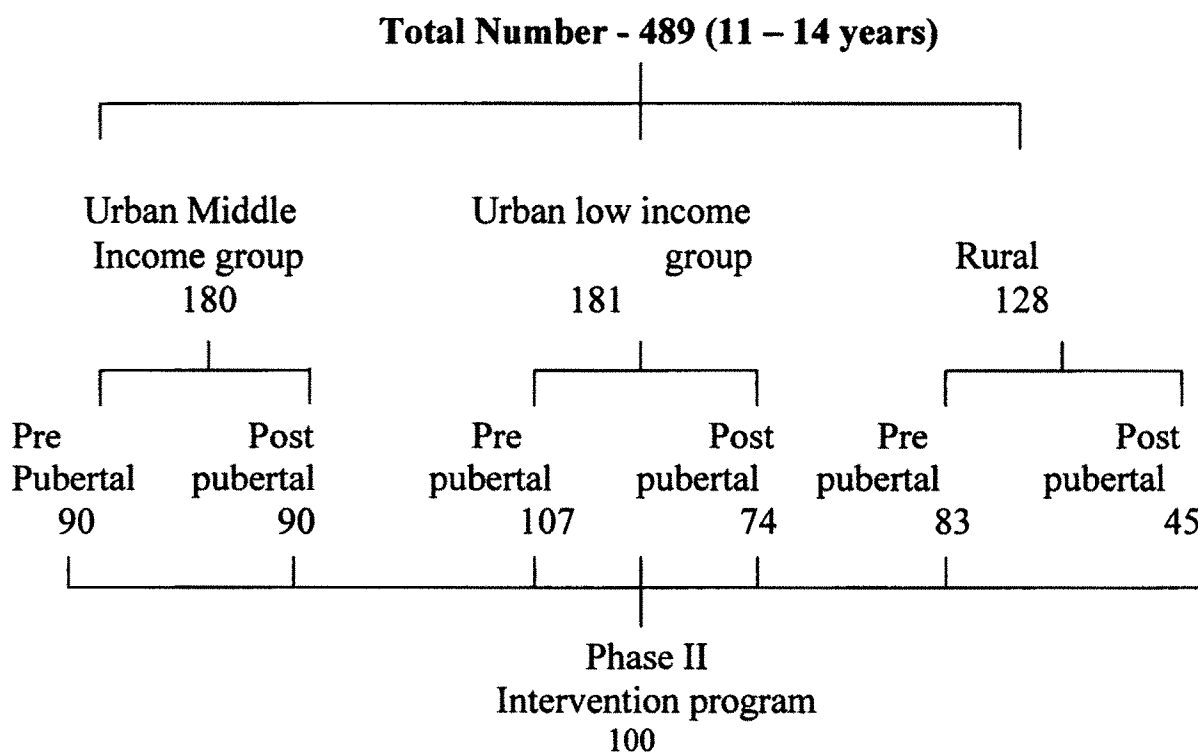 Total Number - 489 (11 – 14 years)
Urban Middle
Income group
180
Urban low income
group
181
Rural
128
Pre
Pubertal
90
Post
pubertal
90
Pre
pubertal
107
Post
pubertal
74
Pre
pubertal
83
Post
pubertal
45
Phase II
Intervention program
100